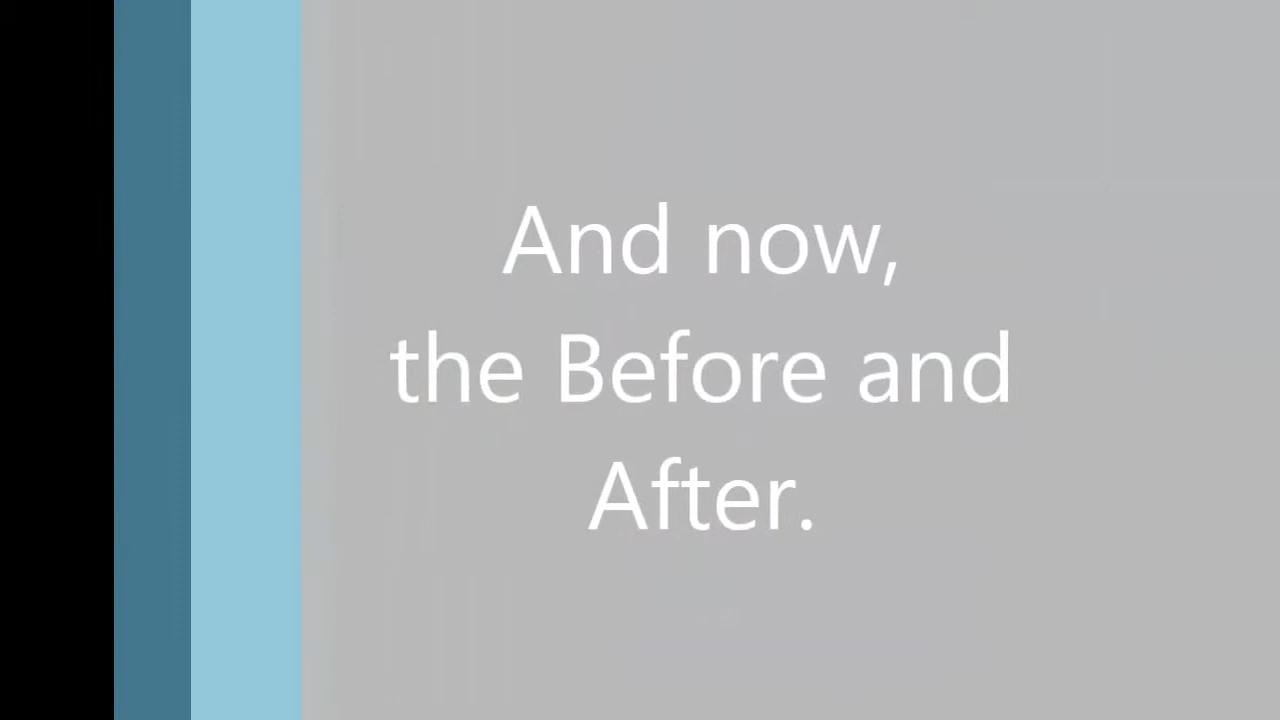 And now,
the Before and
After.